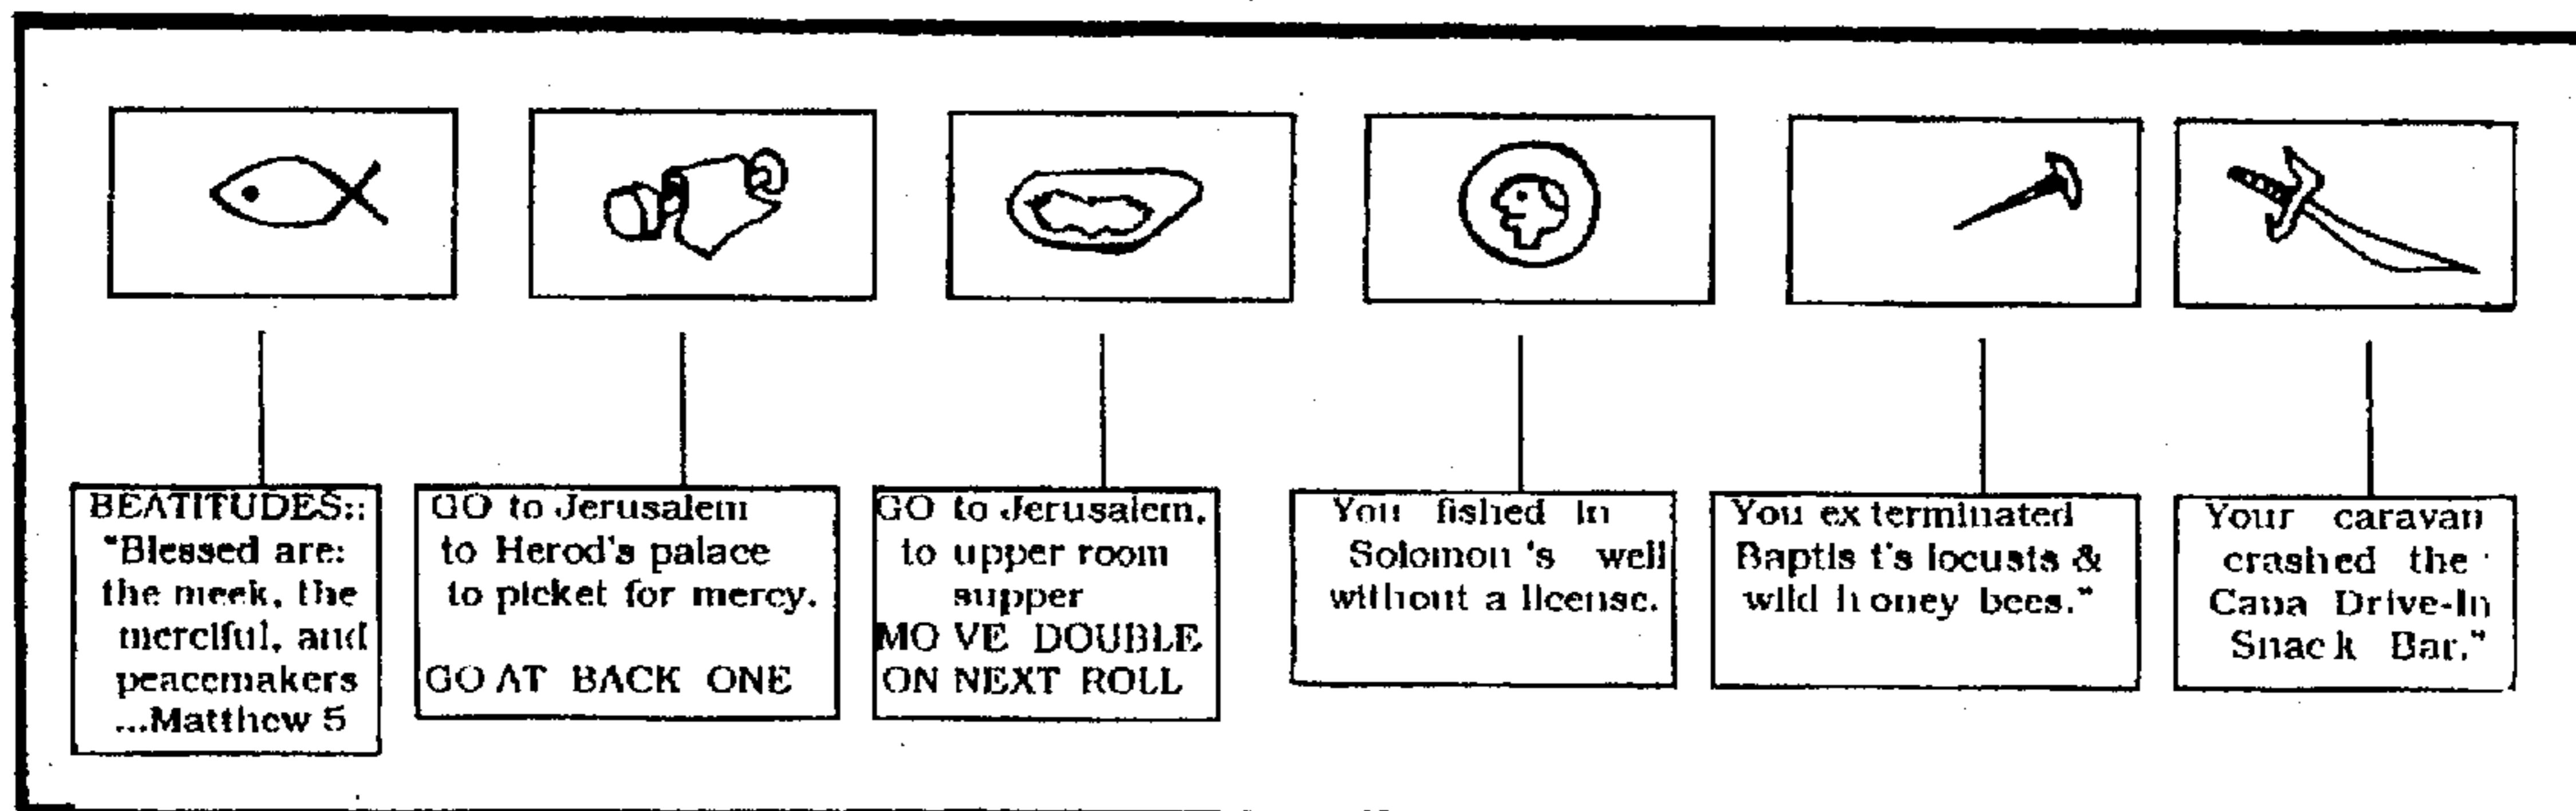 BEATITUDES::
"Blessed are:
the meek, the
merciful, and
peacemakers
...Matthew 5
GO to Jerusalem
to Herod's palace
to picket for mercy.
GO AT BACK ONE
GO to Jerusalem,
to upper room
supper
MO VE DOUBLE
ON NEXT ROLL
You fished in
Solomon 's well
without a license.
You ex terminated
Baptis t's locusts &
wild h oney bees."
Your caravan
crashed the
Cana Drive-In
Snac k Bar."